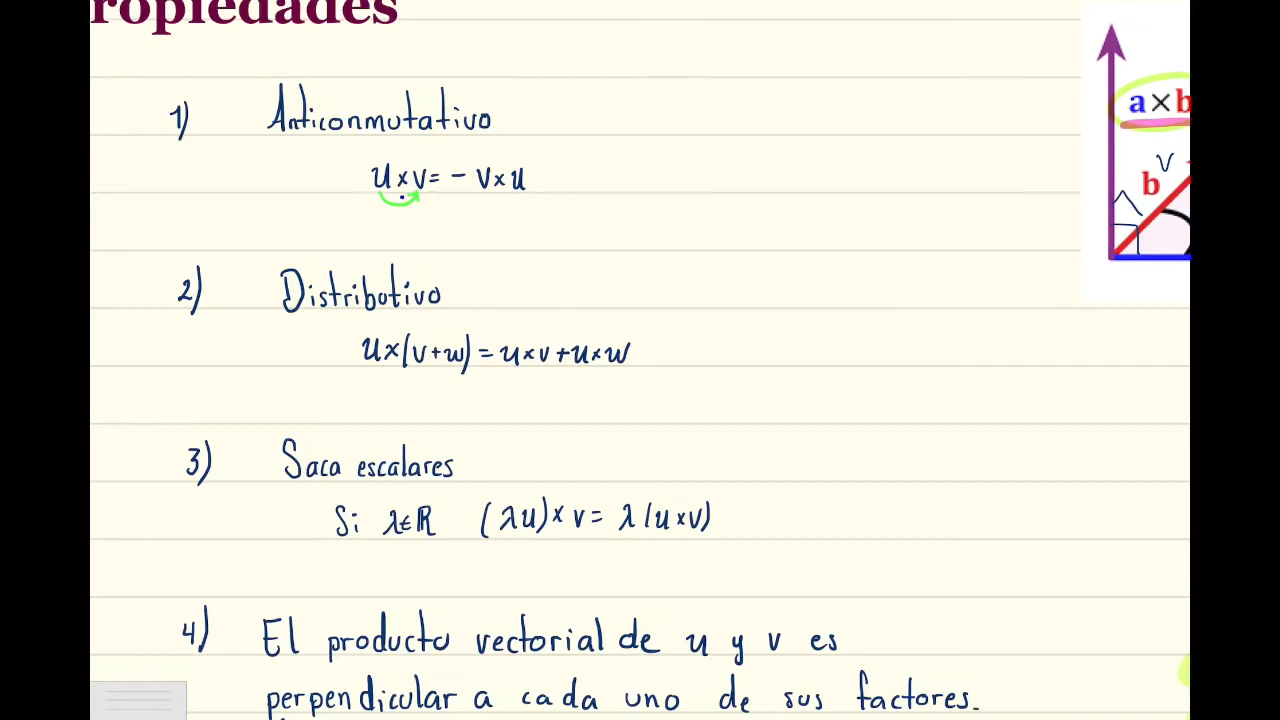 ropiedades
1) Anticonmutativo
u×v= - v×u
2) Distributivo
u×(v+w)=u×v+u×w
3) Saca escalares
Si λ∈ℝ (λu)×v= λ(u×v)
4) El producto vectorial de u y v es
perpendicular a cada uno de sus factores.
a×b
v
b